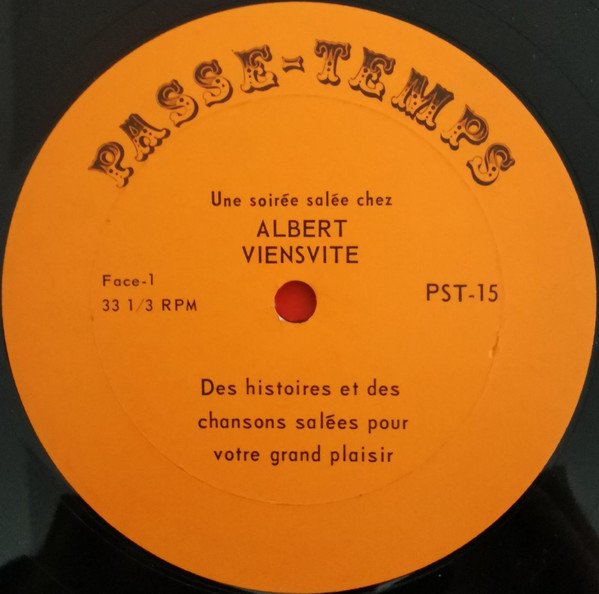 PASSE-TEMPS
Une soirée salée chez
ALBERT
VIENSVITE
Face-1
33 1/3 RPM
PST-15
Des histoires et des
chansons salées pour
votre grand plaisir